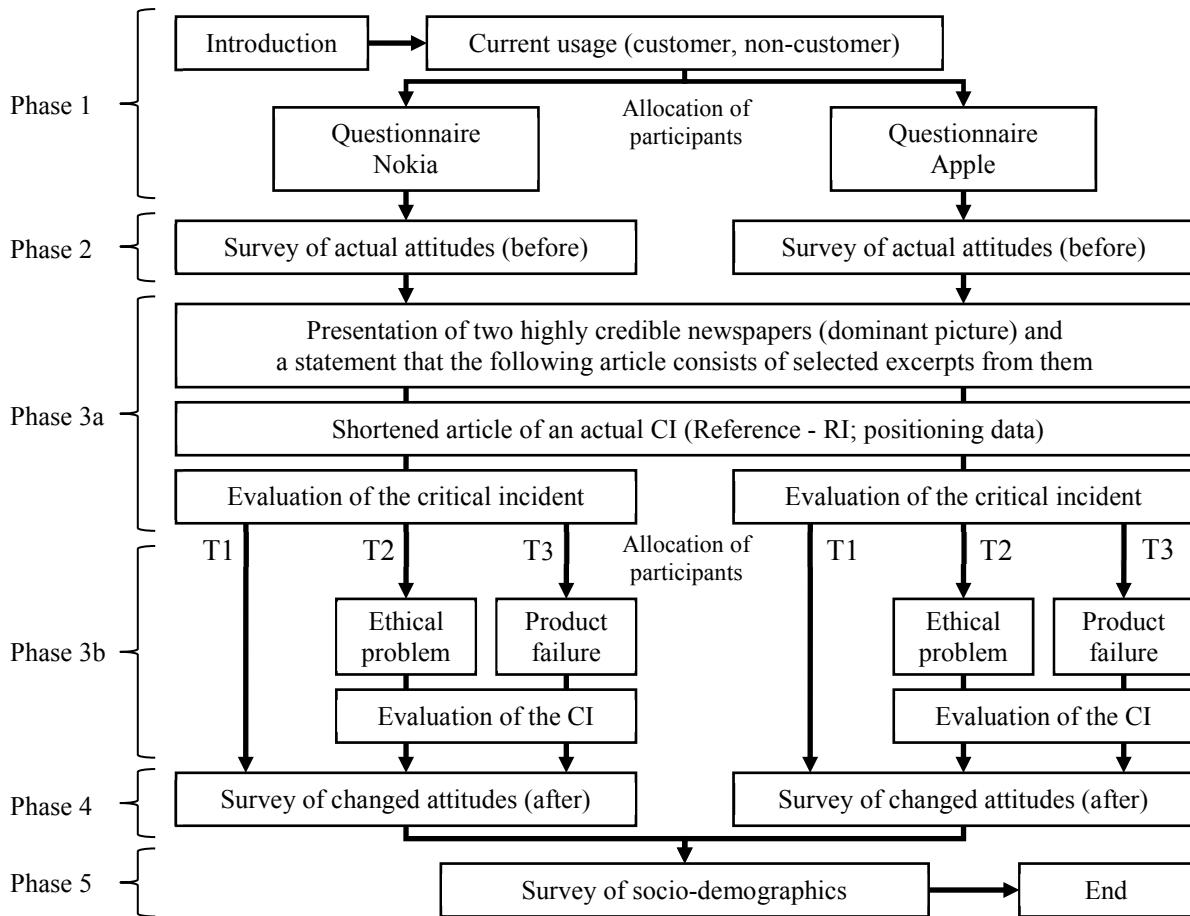 Introduction
Current usage (customer, non-customer)
Phase 1
Allocation of
participants
Questionnaire
Nokia
Questionnaire
Apple
Phase 2
Survey of actual attitudes (before)
Survey of actual attitudes (before)
Phase 3a
Presentation of two highly credible newspapers (dominant picture) and
a statement that the following article consists of selected excerpts from them
Shortened article of an actual CI (Reference - RI; positioning data)
Evaluation of the critical incident
Evaluation of the critical incident
Phase 3b
T1
T2
T3
Allocation of
participants
T1
T2
T3
Ethical
problem
Product
failure
Ethical
problem
Product
failure
Evaluation of the CI
Evaluation of the CI
Phase 4
Survey of changed attitudes (after)
Survey of changed attitudes (after)
Phase 5
Survey of socio-demographics
End